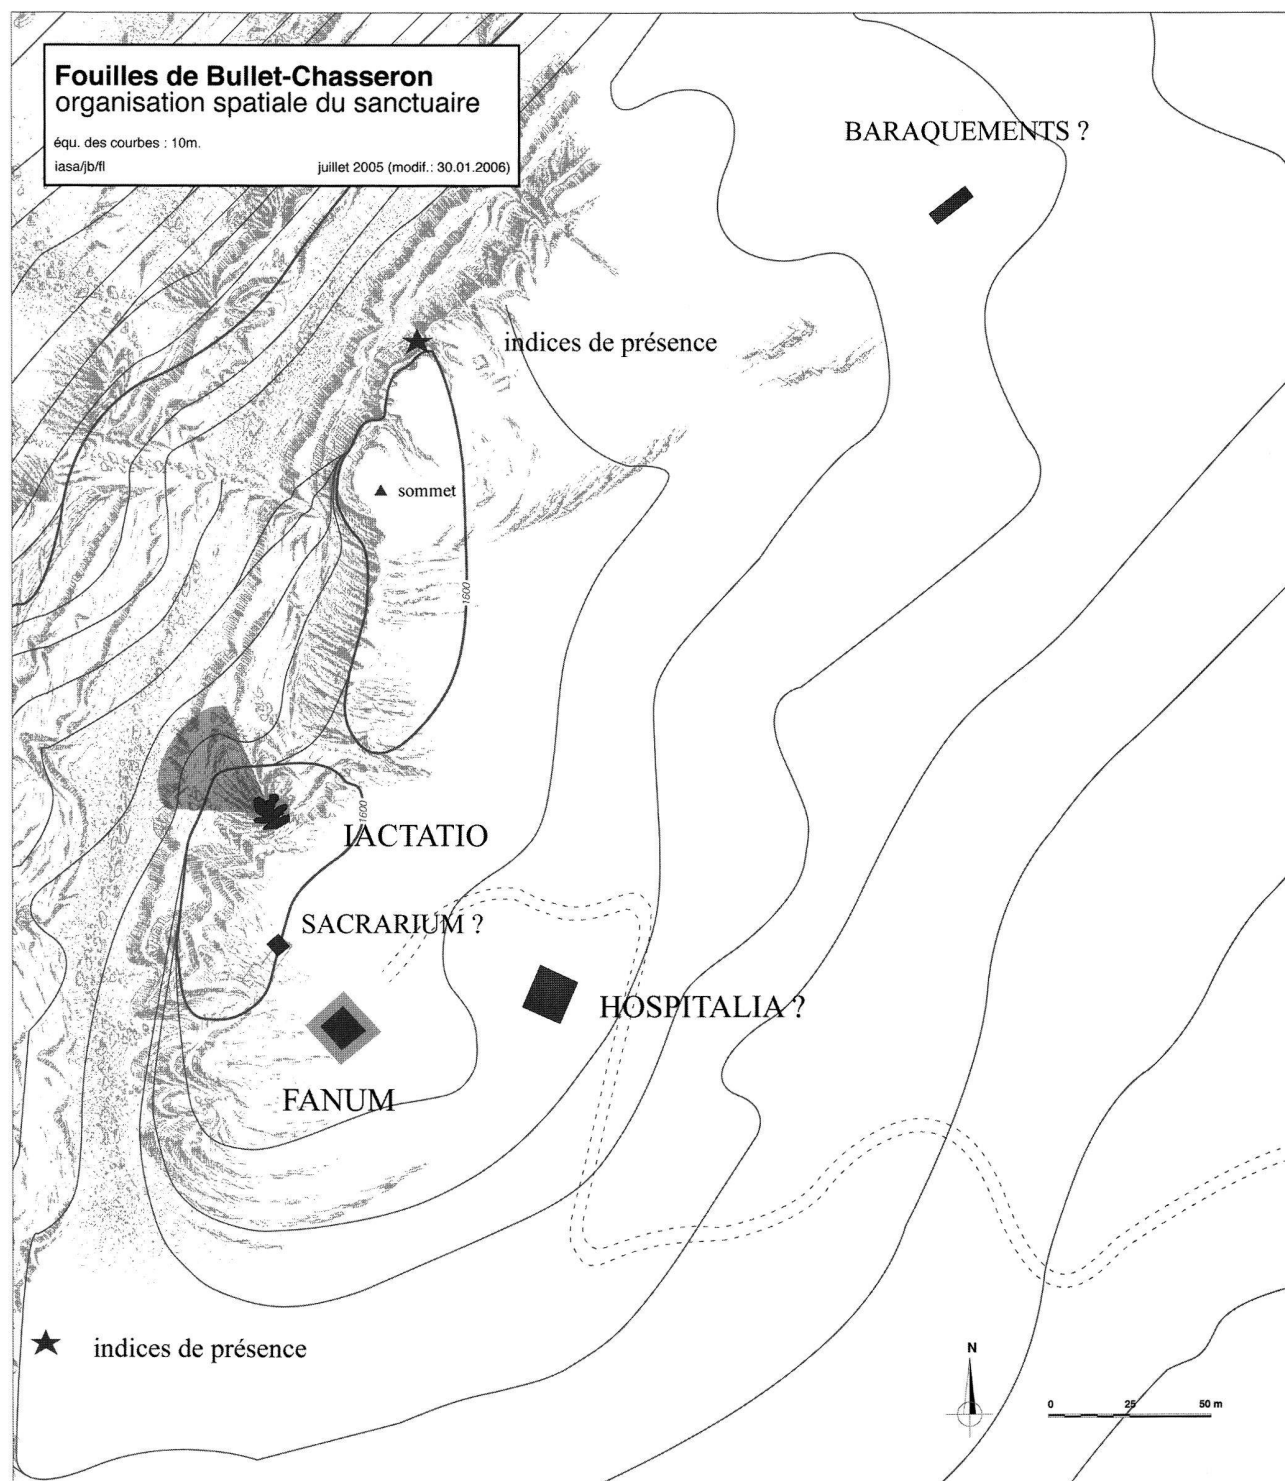 Fouilles de Bullet-Chasseron
organisation spatiale du sanctuaire
équ. des courbes : 10m.
iasa/jb/fl juillet 2005 (modif.: 30.01.2006)
BARAQUEMENTS ?
indices de présence
sommet
1600
1600
IACTATIO
SACRARIUM ?
HOSPITALIA ?
FANUM
indices de présence
N
0 25 50 m